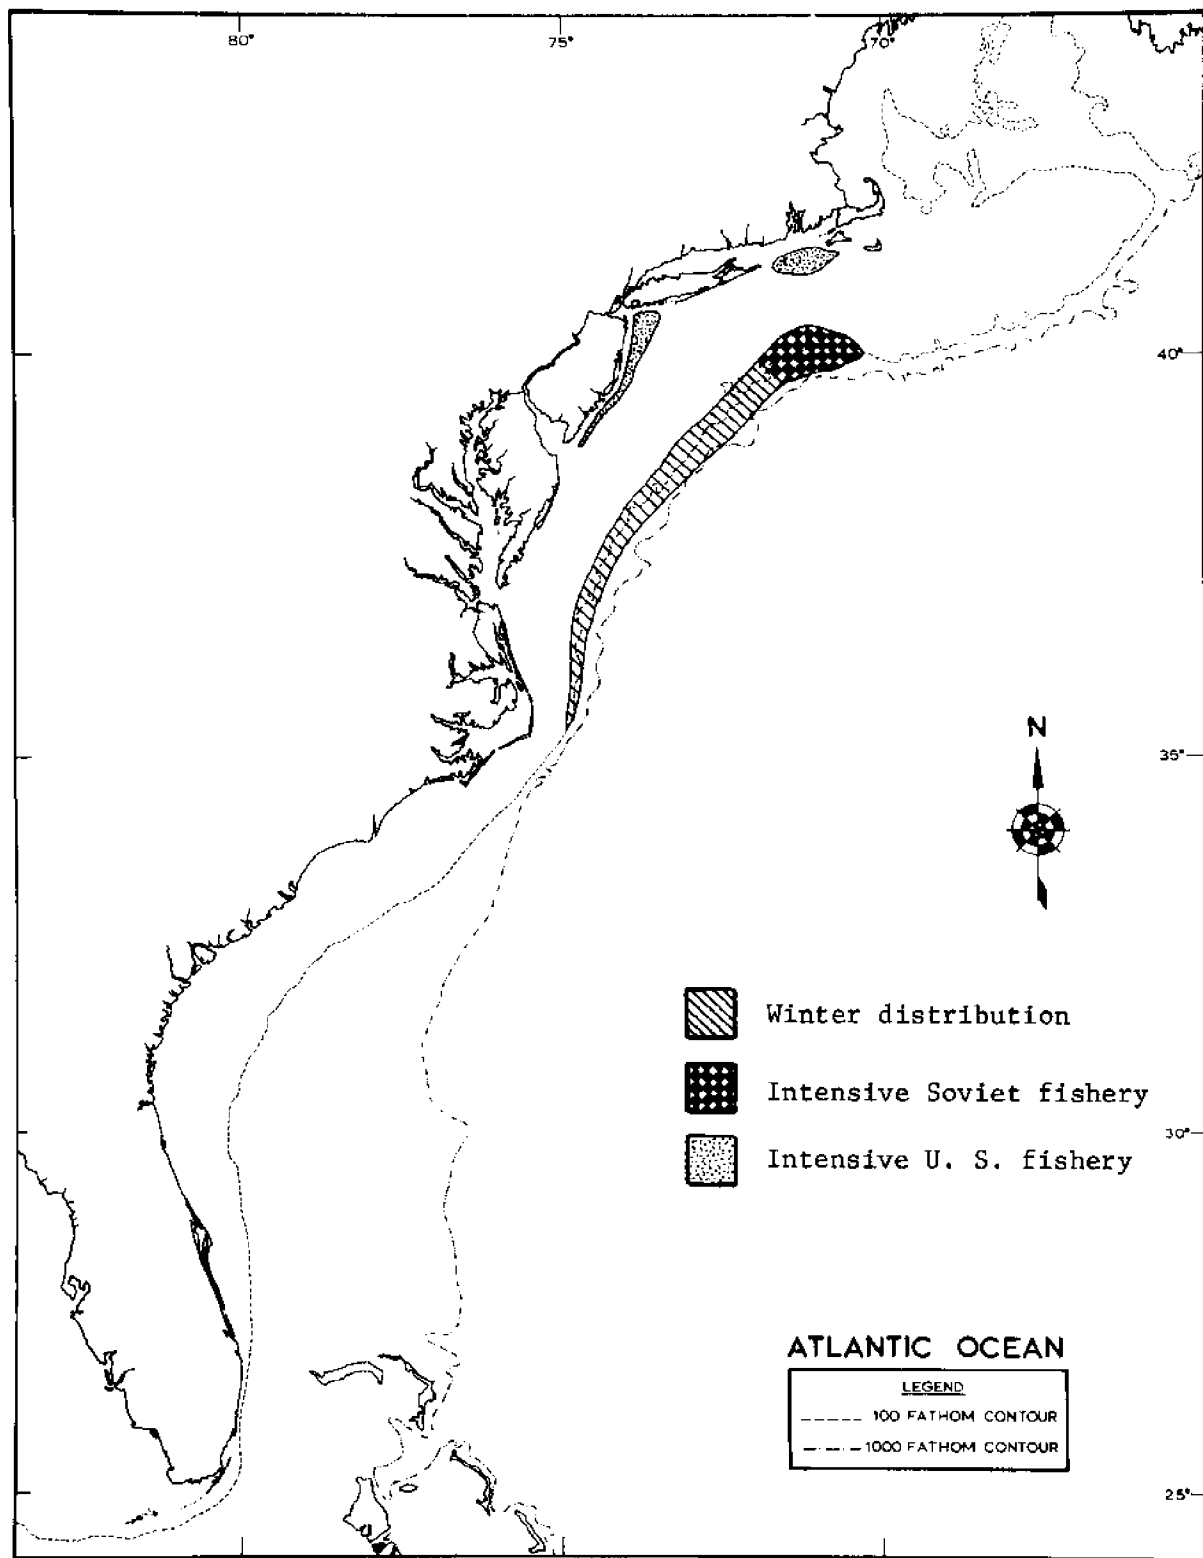 80° 75° 70°
40°
N
35°
Winter distribution
Intensive Soviet fishery
30°
Intensive U. S. fishery
ATLANTIC OCEAN
LEGEND
100 FATHOM CONTOUR
1000 FATHOM CONTOUR
25°